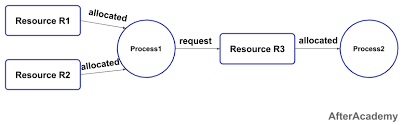 Resource R1
allocated
Process1
request
Resource R3
allocated
Process2
Resource R2
allocated
AfterAcademy